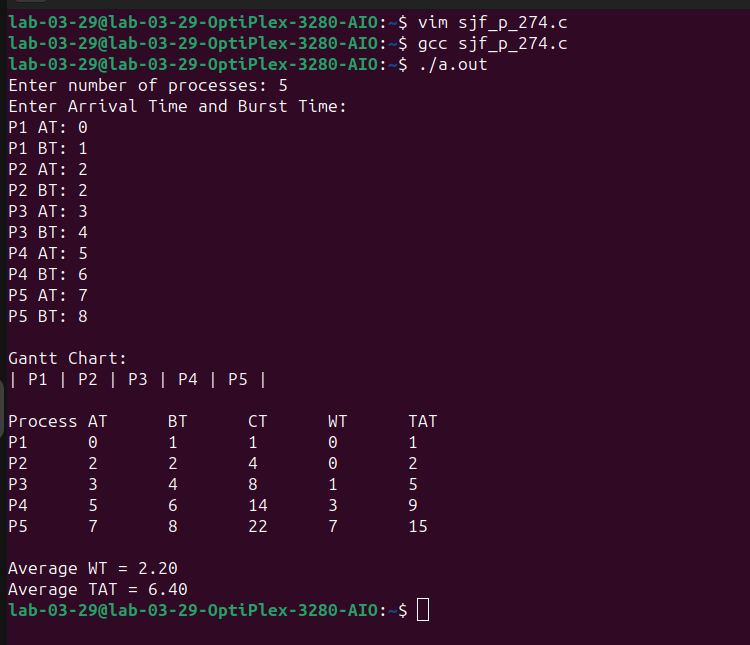 lab-03-29@lab-03-29-OptiPlex-3280-AIO:~$ vim sjf_p_274.c
lab-03-29@lab-03-29-OptiPlex-3280-AIO:~$ gcc sjf_p_274.c
lab-03-29@lab-03-29-OptiPlex-3280-AIO:~$ ./a.out
Enter number of processes: 5
Enter Arrival Time and Burst Time:
P1 AT: 0
P1 BT: 1
P2 AT: 2
P2 BT: 2
P3 AT: 3
P3 BT: 4
P4 AT: 5
P4 BT: 6
P5 AT: 7
P5 BT: 8

Gantt Chart:
| P1 | P2 | P3 | P4 | P5 |

Process AT      BT      CT      WT      TAT
P1      0       1       1       0       1
P2      2       2       4       0       2
P3      3       4       8       1       5
P4      5       6       14      3       9
P5      7       8       22      7       15

Average WT = 2.20
Average TAT = 6.40
lab-03-29@lab-03-29-OptiPlex-3280-AIO:~$